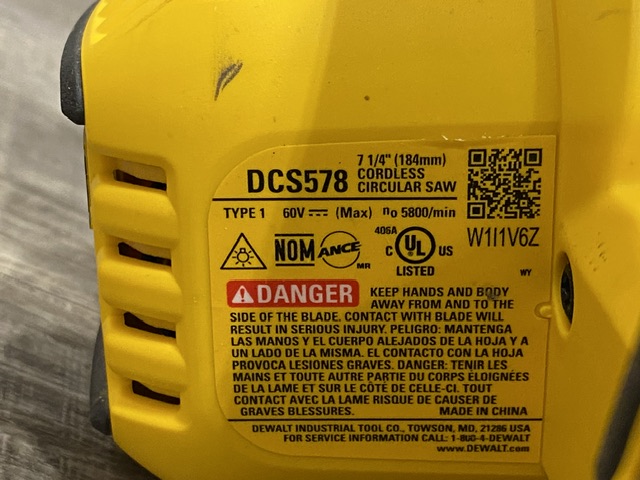 DCS578
7 1/4" (184mm)
CORDLESS
CIRCULAR SAW
TYPE 1 60V ⎓ (Max) no 5800/min
W1I1V6Z
NOM ANCE MR
406A
C UL US
LISTED
WY
DANGER KEEP HANDS AND BODY
AWAY FROM AND TO THE
SIDE OF THE BLADE. CONTACT WITH BLADE WILL
RESULT IN SERIOUS INJURY. PELIGRO: MANTENGA
LAS MANOS Y EL CUERPO ALEJADOS DE LA HOJA Y A
UN LADO DE LA MISMA. EL CONTACTO CON LA HOJA
PROVOCA LESIONES GRAVES. DANGER: TENIR LES
MAINS ET TOUTE AUTRE PARTIE DU CORPS ÉLOIGNÉES
DE LA LAME ET SUR LE CÔTÉ DE CELLE-CI. TOUT
CONTACT AVEC LA LAME RISQUE DE CAUSER DE
GRAVES BLESSURES. MADE IN CHINA
DEWALT INDUSTRIAL TOOL CO., TOWSON, MD, 21286 USA
FOR SERVICE INFORMATION CALL: 1-800-4-DEWALT
www.DEWALT.com